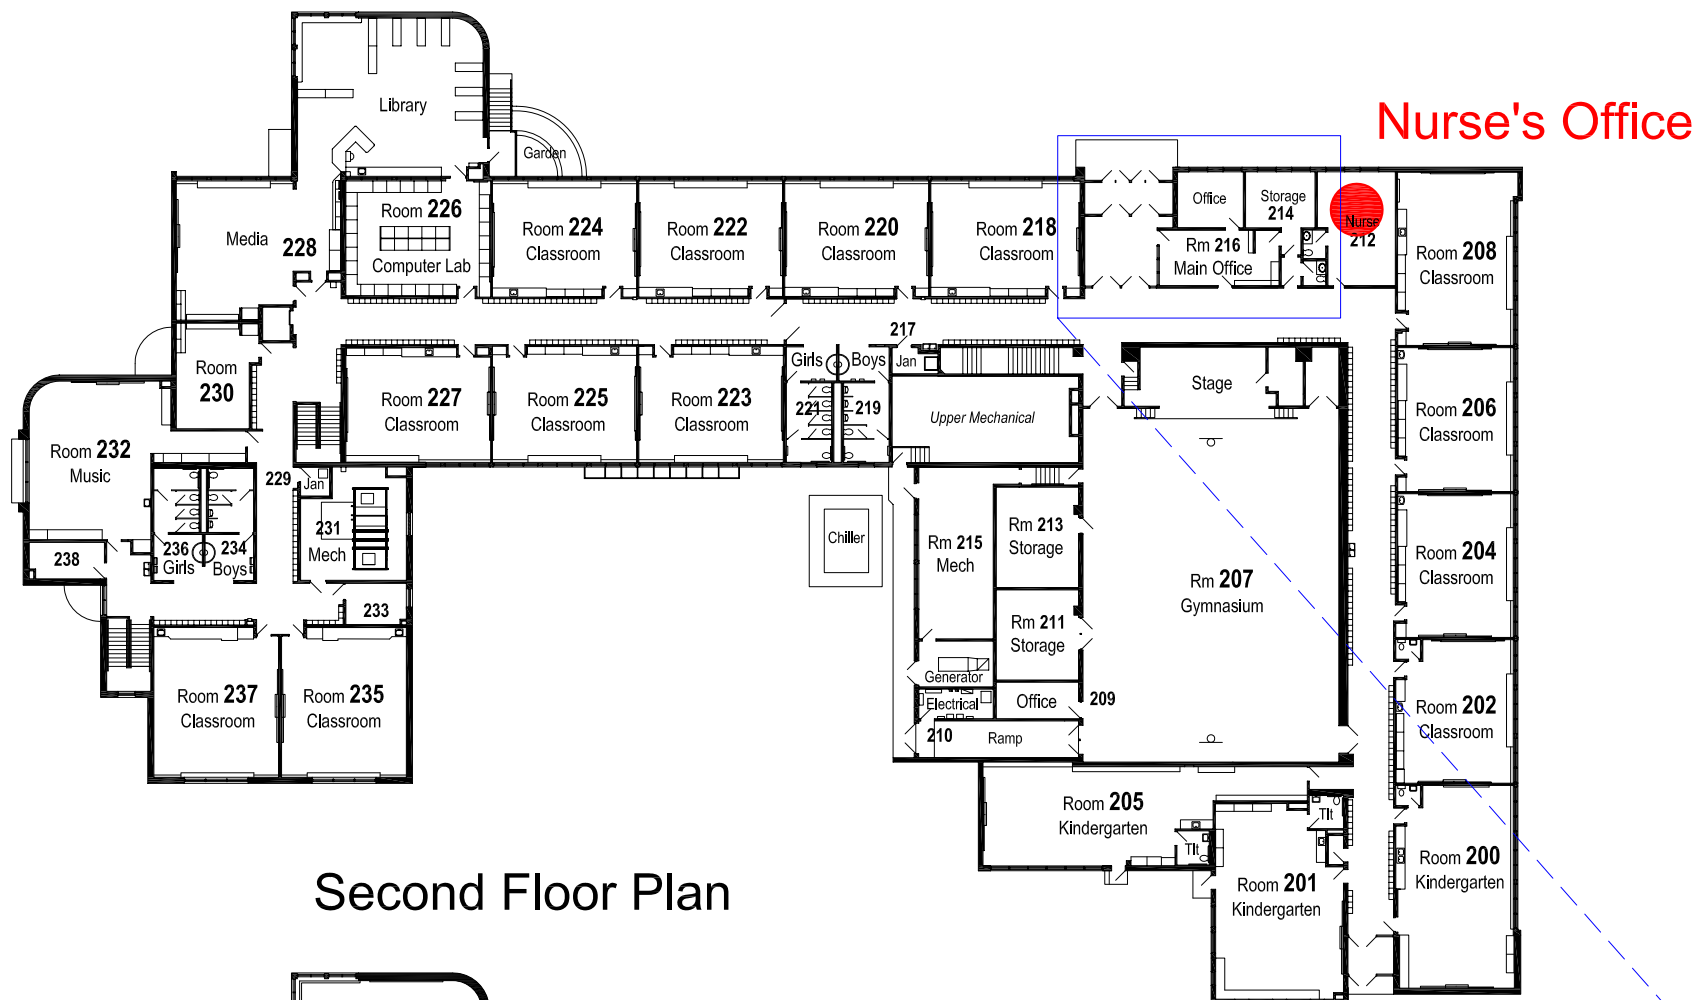 Nurse's Office
Library
Garden
Room 226
Computer Lab
Room 224
Classroom
Room 222
Classroom
Room 220
Classroom
Room 218
Classroom
Office
Storage
214
Nurse
212
Rm 216
Main Office
Room 208
Classroom
Media
228
217
Girls
Boys
Jan
Room
230
Room 227
Classroom
Room 225
Classroom
Room 223
Classroom
221
219
Upper Mechanical
Stage
Room 206
Classroom
Room 232
Music
229
Jan
231
Mech
236
Girls
234
Boys
238
233
Chiller
Rm 215
Mech
Rm 213
Storage
Rm 207
Gymnasium
Room 204
Classroom
Rm 211
Storage
Generator
Electrical
Office
209
210
Ramp
Room 202
Classroom
Room 237
Classroom
Room 235
Classroom
Room 205
Kindergarten
Tlt
Tlt
Room 201
Kindergarten
Room 200
Kindergarten
Second Floor Plan